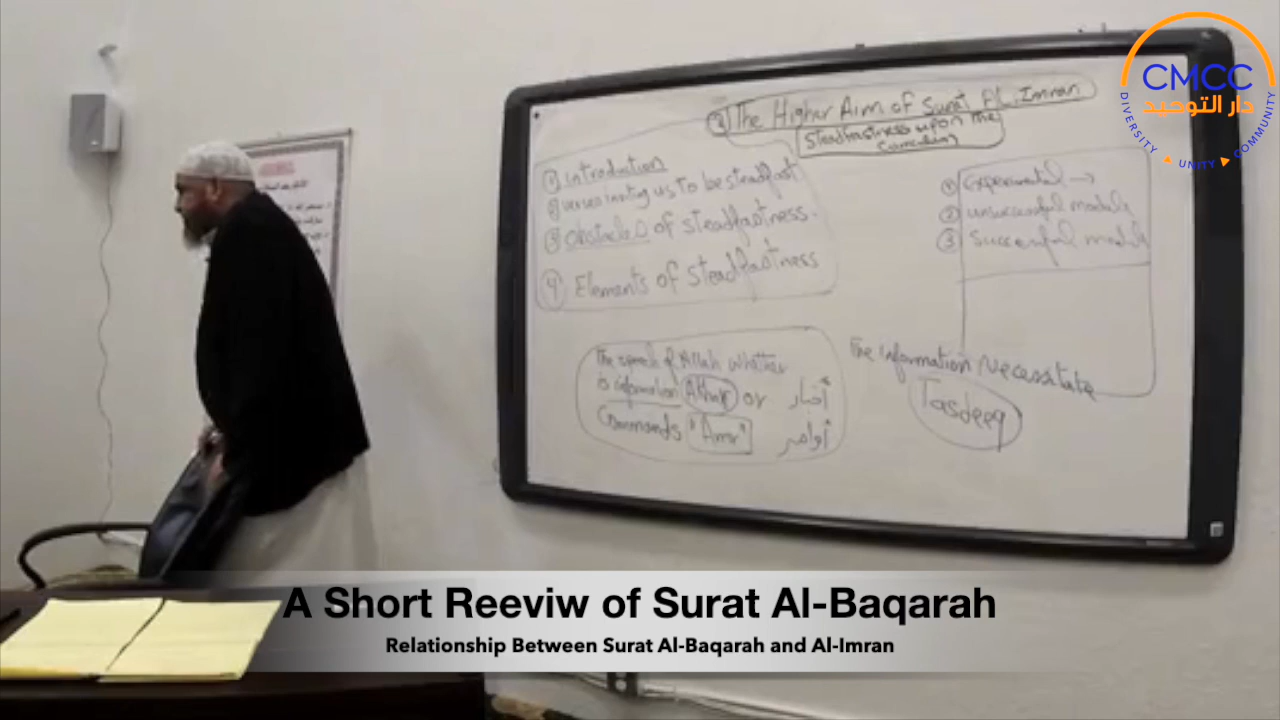 CMCC
دار التوحيد
DIVERSITY UNITY COMMUNITY
The Higher Aim of Surat AL.Imran
Steadfastness upon the
① introduction
② verses inviting us to be steadfast
③ Obstacles of steadfastness.
④ Elements of steadfastness
① Experimental →
② unsuccessful models
③ Successful models
The speech of Allah whether
is information or أخبار
Commands "Amr" أوامر
The information Necessitate
Tasdeeq
A Short Reeviw of Surat Al-Baqarah
Relationship Between Surat Al-Baqarah and Al-Imran